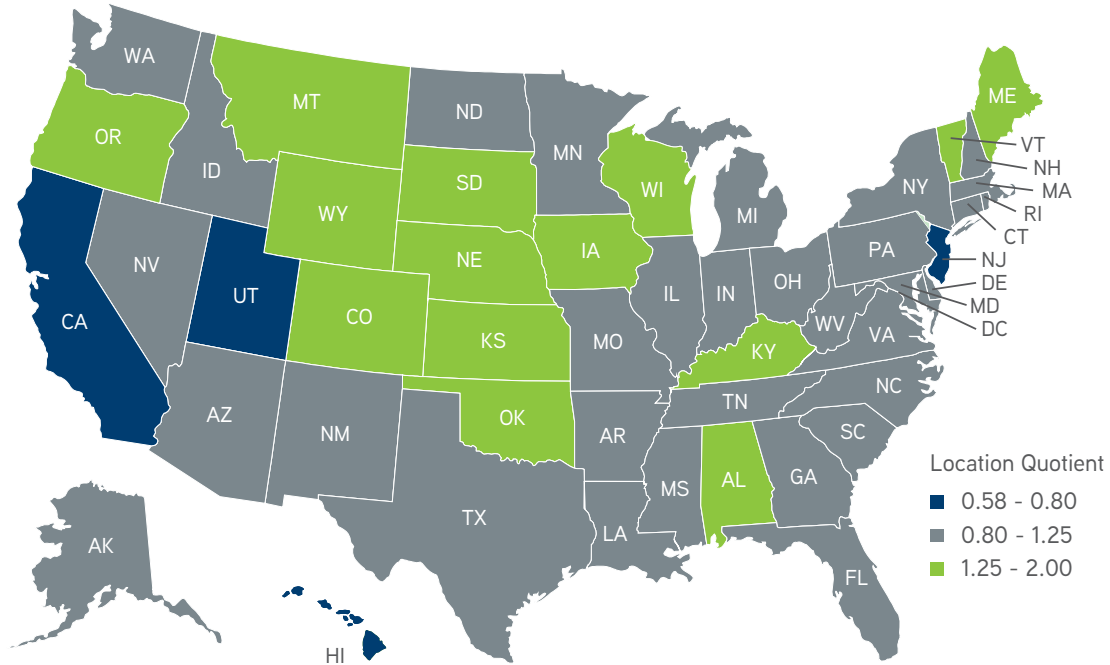 WA
MT
ND
ME
OR
MN
VT
ID
SD
WI
NH
NY
MA
WY
MI
RI
CT
NE
IA
PA
NV
NJ
UT
IL
IN
OH
DE
MD
CA
CO
WV
DC
KS
MO
VA
KY
AZ
OK
TN
NC
NM
AR
SC
MS
AL
GA
TX
LA
AK
FL
HI
Location Quotient
0.58 - 0.80
0.80 - 1.25
1.25 - 2.00